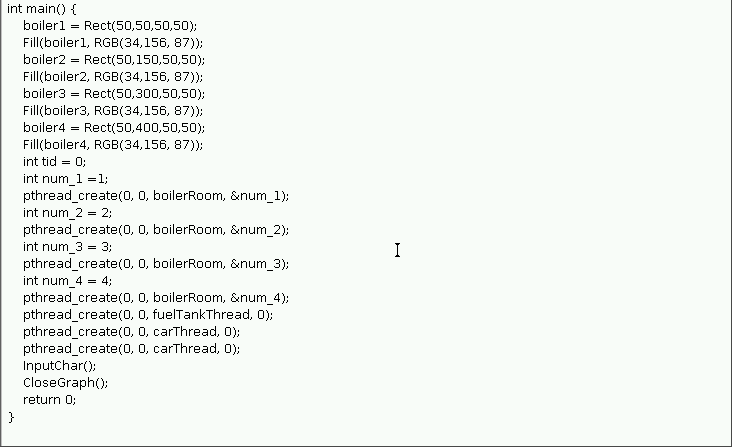 int main() {
boiler1 = Rect(50,50,50,50);
Fill(boiler1, RGB(34,156, 87));
boiler2 = Rect(50,150,50,50);
Fill(boiler2, RGB(34,156, 87));
boiler3 = Rect(50,300,50,50);
Fill(boiler3, RGB(34,156, 87));
boiler4 = Rect(50,400,50,50);
Fill(boiler4, RGB(34,156, 87));
int tid = 0;
int num_1 =1;
pthread_create(0, 0, boilerRoom, &num_1);
int num_2 = 2;
pthread_create(0, 0, boilerRoom, &num_2);
int num_3 = 3;
pthread_create(0, 0, boilerRoom, &num_3);
int num_4 = 4;
pthread_create(0, 0, boilerRoom, &num_4);
pthread_create(0, 0, fuelTankThread, 0);
pthread_create(0, 0, carThread, 0);
pthread_create(0, 0, carThread, 0);
InputChar();
CloseGraph();
return 0;
}